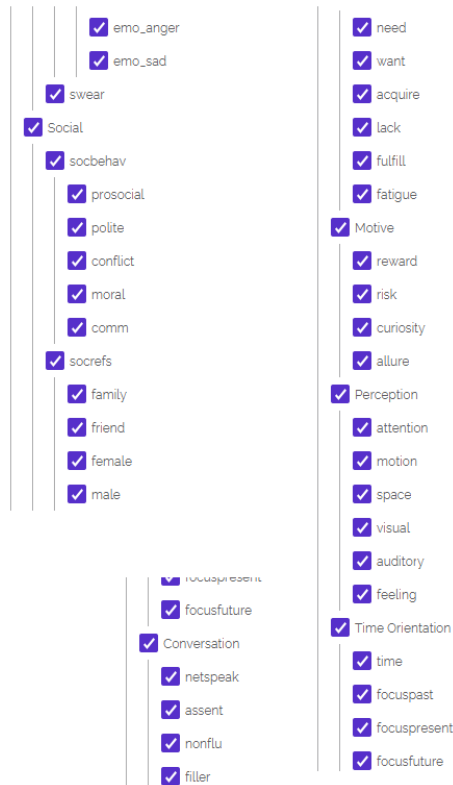 emo_anger
emo_sad
swear
Social
socbehav
prosocial
polite
conflict
moral
comm
socrefs
family
friend
female
male
need
want
acquire
lack
fulfill
fatigue
Motive
reward
risk
curiosity
allure
Perception
attention
motion
space
visual
auditory
feeling
Time Orientation
time
focuspast
focuspresent
focusfuture
focuspresent
focusfuture
Conversation
netspeak
assent
nonflu
filler